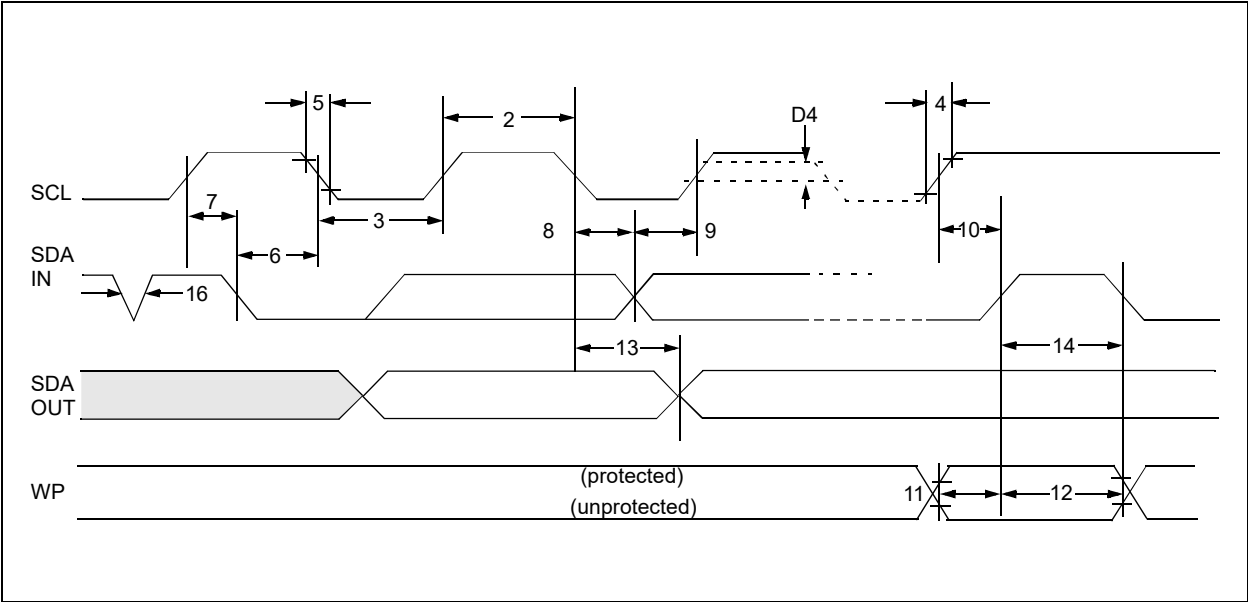 5
2
4
D4
SCL
7
3
8
9
10
SDA
IN
6
16
13
14
SDA
OUT
WP
(protected)
(unprotected)
11
12